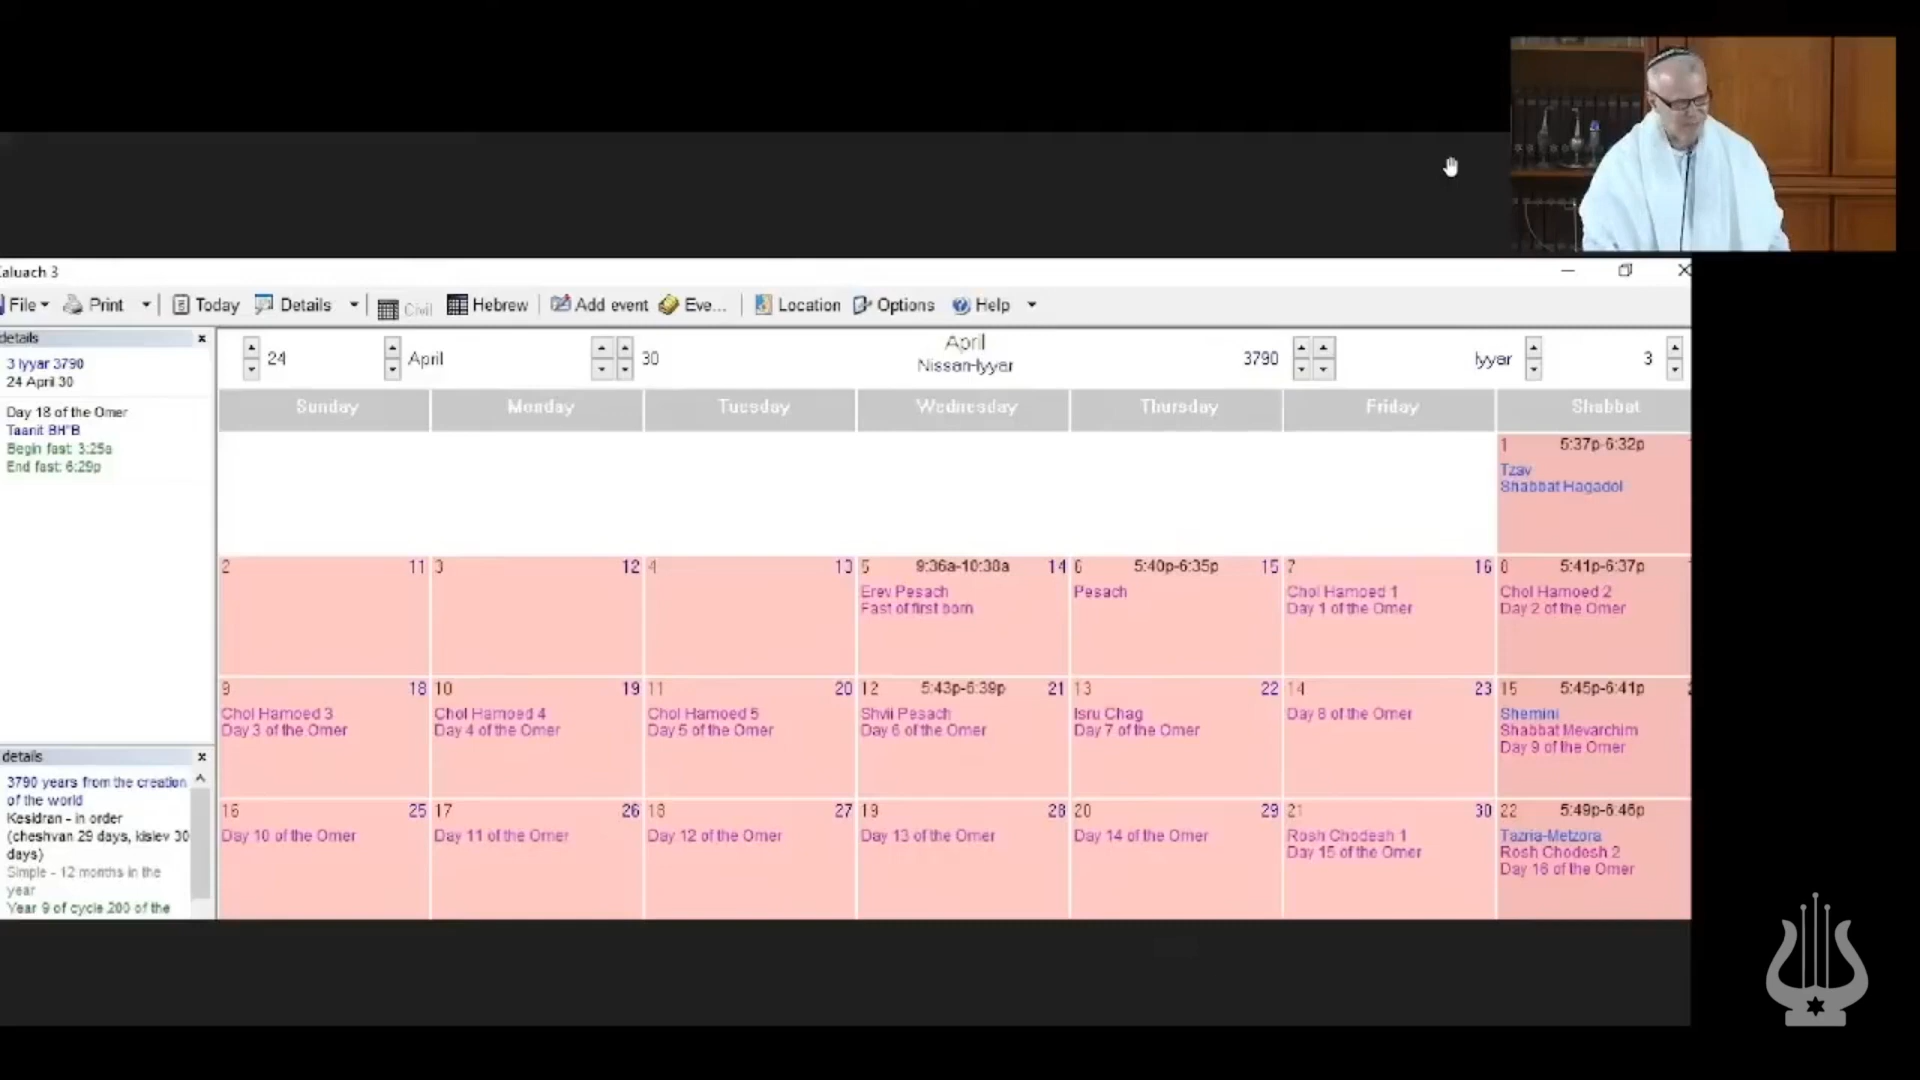 aluach 3
File Print Today Details Civil Hebrew Add event Eve... Location Options Help
details
3 Iyyar 3790
24 April 30
Day 18 of the Omer
Taanit BH"B
Begin fast: 3:25a
End fast: 6:29p
24 April 30
April
Nissan-Iyyar
3790 Iyyar 3
Sunday Monday Tuesday Wednesday Thursday Friday Shabbat
1 5:37p-6:32p
Tzav
Shabbat Hagadol
2 11
3 12
4 13
5 9:36a-10:38a 14
Erev Pesach
Fast of first born
6 5:40p-6:35p 15
Pesach
7 16
Chol Hamoed 1
Day 1 of the Omer
8 5:41p-6:37p
Chol Hamoed 2
Day 2 of the Omer
9 18
Chol Hamoed 3
Day 3 of the Omer
10 19
Chol Hamoed 4
Day 4 of the Omer
11 20
Chol Hamoed 5
Day 5 of the Omer
12 5:43p-6:39p 21
Shvii Pesach
Day 6 of the Omer
13 22
Isru Chag
Day 7 of the Omer
14 23
Day 8 of the Omer
15 5:45p-6:41p
Shemini
Shabbat Mevarchim
Day 9 of the Omer
16 25
Day 10 of the Omer
17 26
Day 11 of the Omer
18 27
Day 12 of the Omer
19 28
Day 13 of the Omer
20 29
Day 14 of the Omer
21 30
Rosh Chodesh 1
Day 15 of the Omer
22 5:49p-6:46p
Tazria-Metzora
Rosh Chodesh 2
Day 16 of the Omer
details
3790 years from the creation
of the world
Kesidran - in order
(cheshvan 29 days, kislev 30
days)
Simple - 12 months in the
year
Year 9 of cycle 200 of the